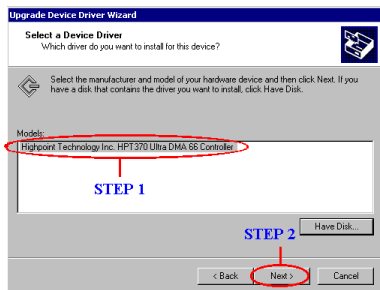 Upgrade Device Driver Wizard
Select a Device Driver
Which driver do you want to install for this device?
Select the manufacturer and model of your hardware device and then click Next. If you
have a disk that contains the driver you want to install, click Have Disk.
Models:
Highpoint Technology Inc. HPT370 Ultra DMA 66 Controller
STEP 1
Have Disk...
STEP 2
< Back
Next >
Cancel